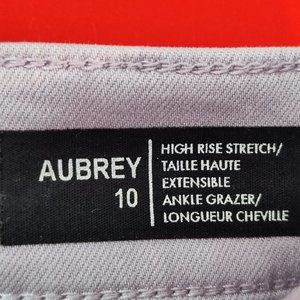 AUBREY
10
HIGH RISE STRETCH/
TAILLE HAUTE
EXTENSIBLE
ANKLE GRAZER/
LONGUEUR CHEVILLE